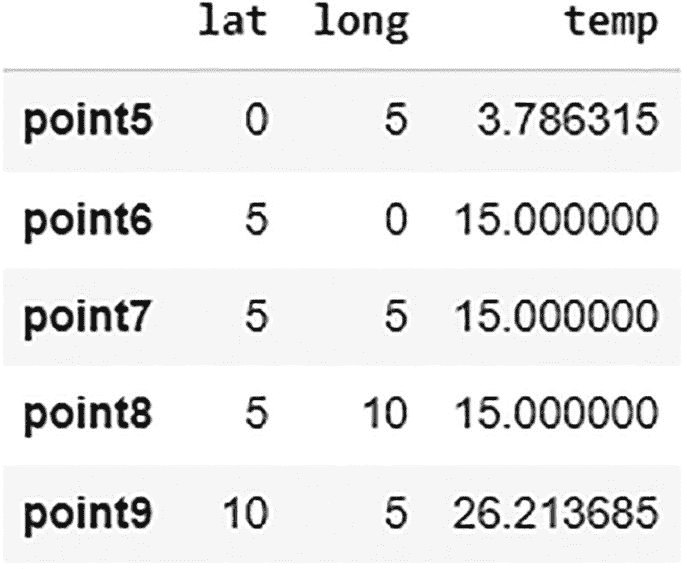 lat long temp
point5 0 5 3.786315
point6 5 0 15.000000
point7 5 5 15.000000
point8 5 10 15.000000
point9 10 5 26.213685